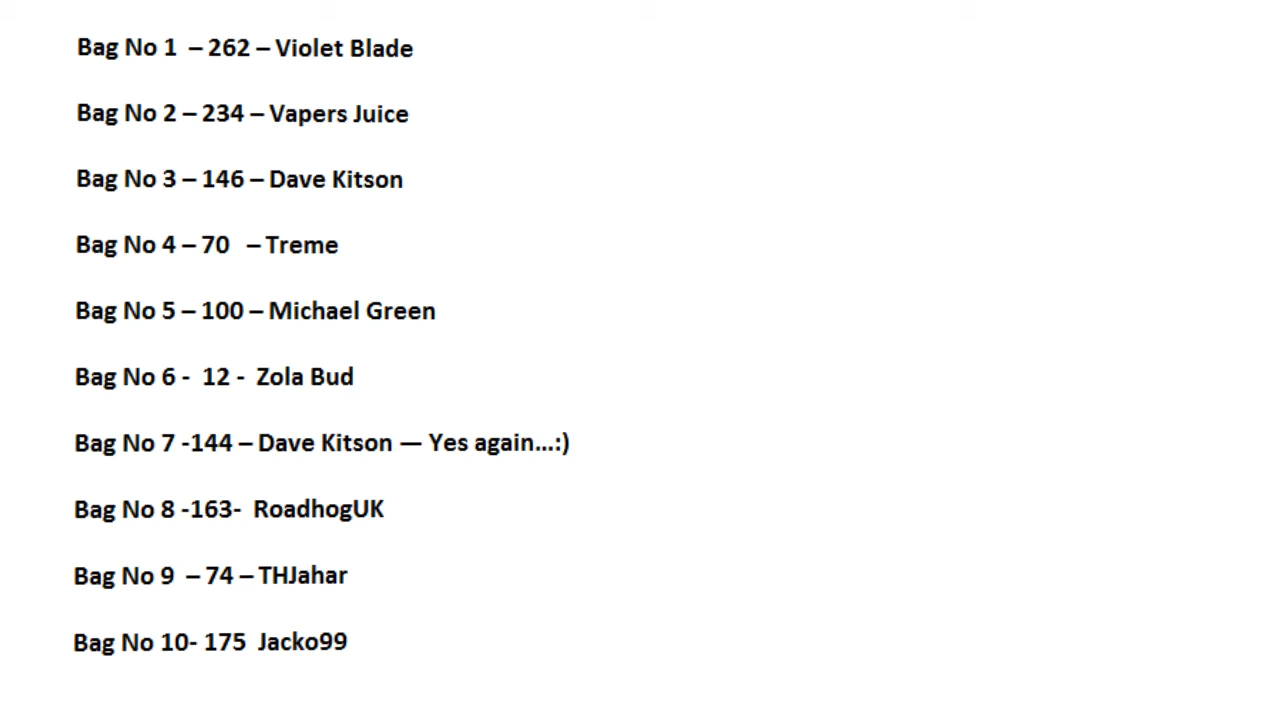 Bag No 1 – 262 – Violet Blade
Bag No 2 – 234 – Vapers Juice
Bag No 3 – 146 – Dave Kitson
Bag No 4 – 70 – Treme
Bag No 5 – 100 – Michael Green
Bag No 6 - 12 - Zola Bud
Bag No 7 -144 – Dave Kitson — Yes again...:)
Bag No 8 -163- RoadhogUK
Bag No 9 – 74 – THJahar
Bag No 10- 175 Jacko99